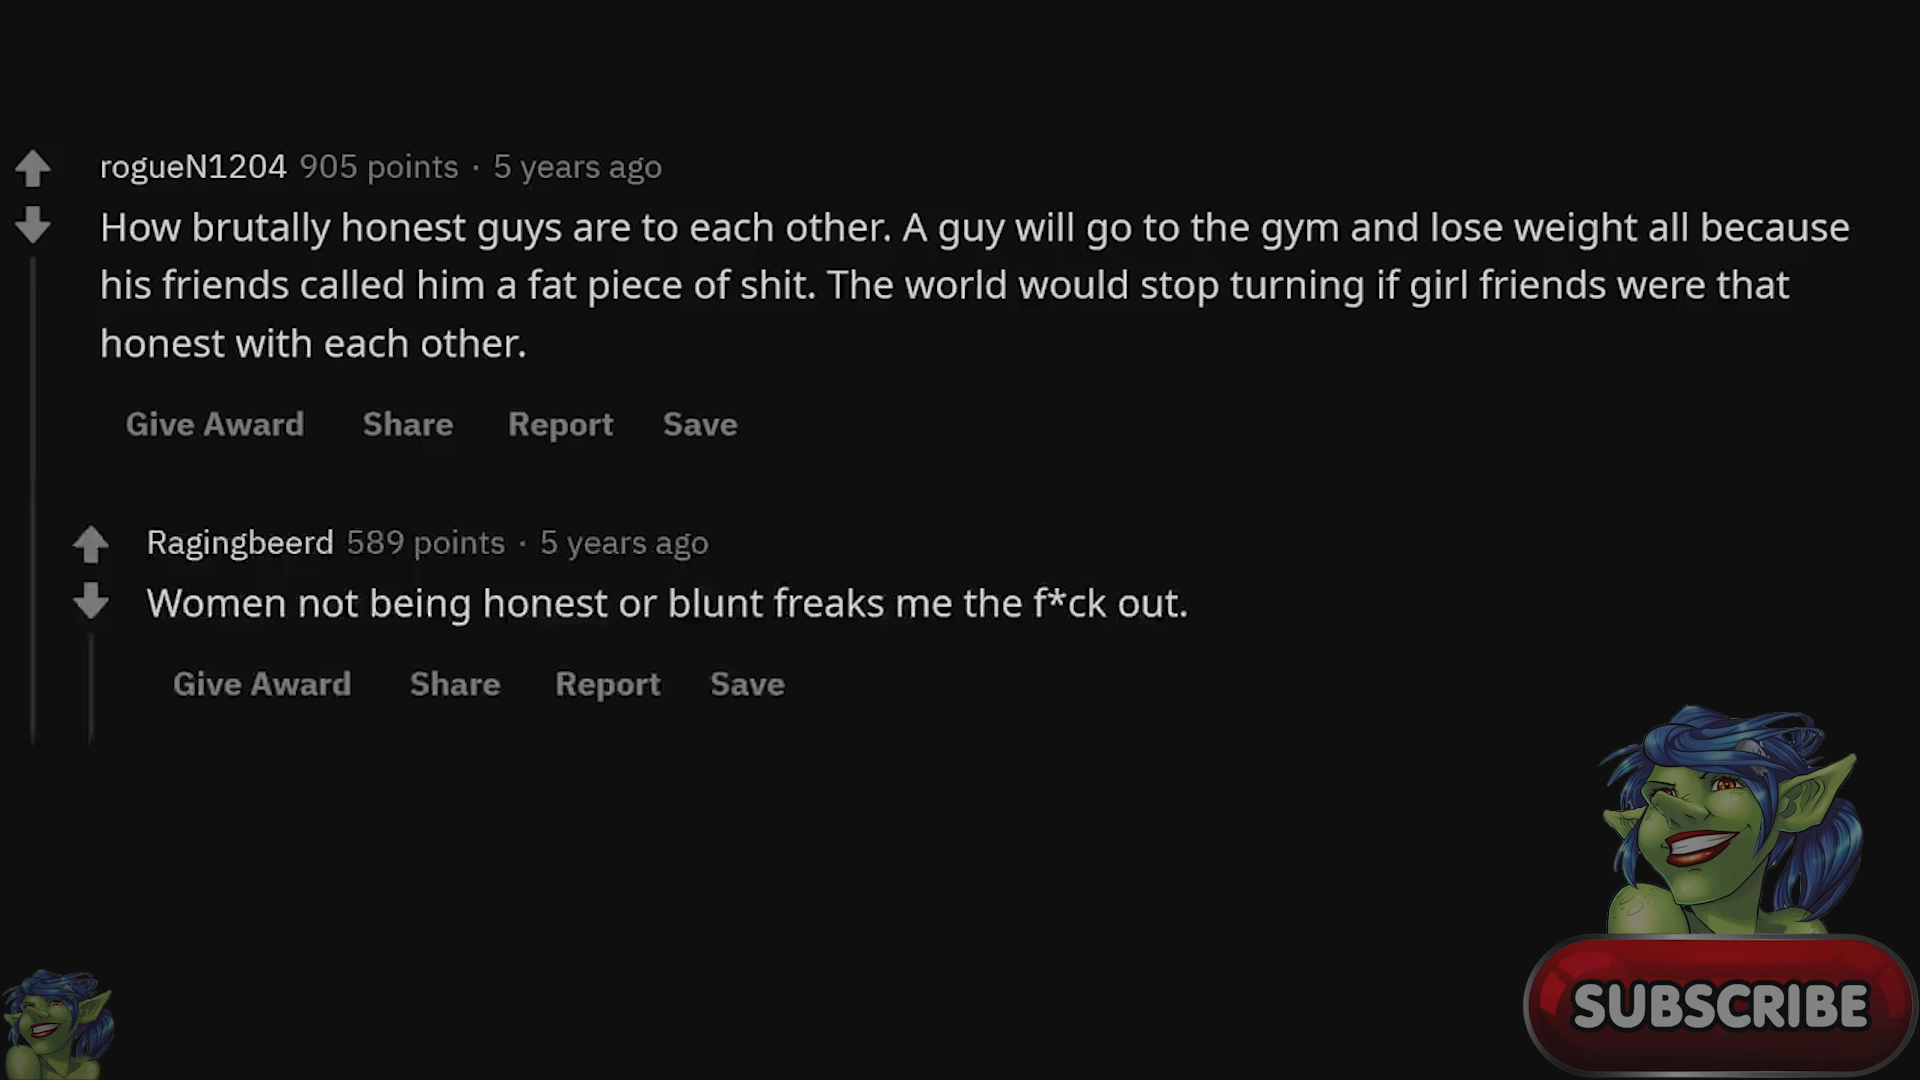 rogueN1204 905 points · 5 years ago
How brutally honest guys are to each other. A guy will go to the gym and lose weight all because
his friends called him a fat piece of shit. The world would stop turning if girl friends were that
honest with each other.
Give Award Share Report Save
Ragingbeerd 589 points · 5 years ago
Women not being honest or blunt freaks me the f*ck out.
Give Award Share Report Save
SUBSCRIBE